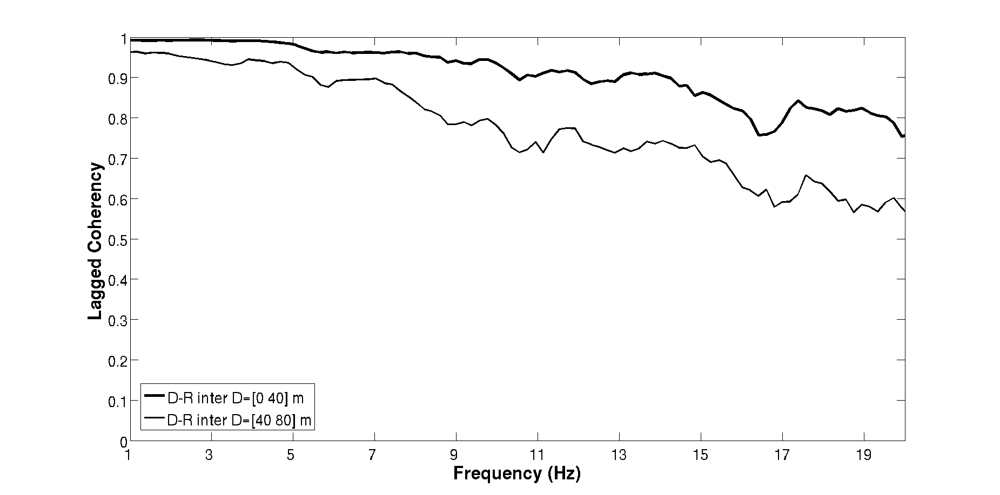 1
0.9
0.8
0.7
0.6
0.5
0.4
0.3
0.2
0.1
0
Lagged Coherency
D-R inter D=[0 40] m
D-R inter D=[40 80] m
1 3 5 7 9 11 13 15 17 19
Frequency (Hz)